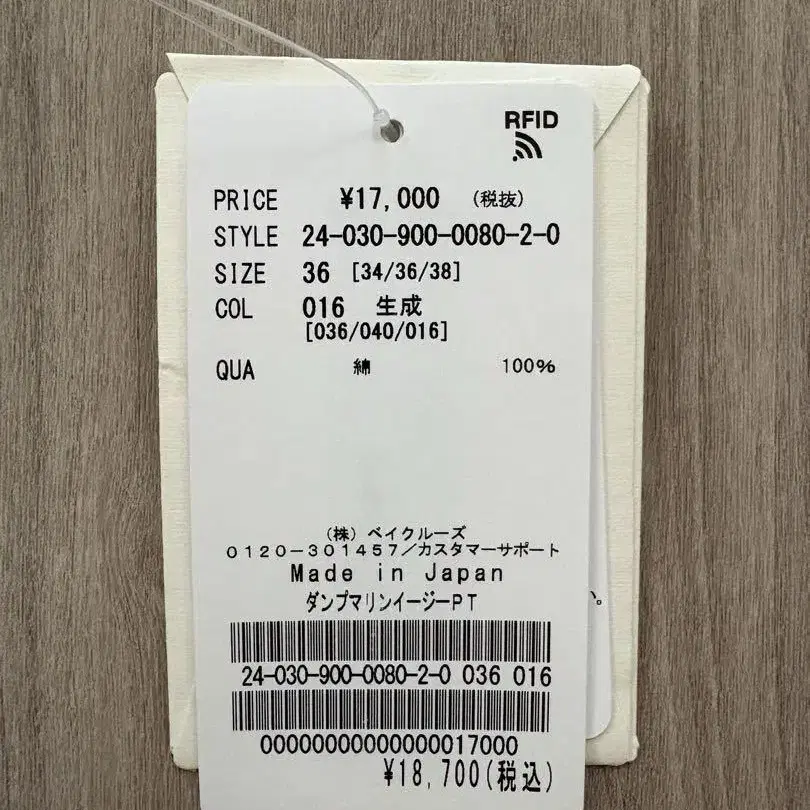 RFID
PRICE ¥17,000 (税抜)
STYLE 24-030-900-0080-2-0
SIZE 36 [34/36/38]
COL 016 生成
[036/040/016]
QUA 綿 100%
(株) ベイクルーズ
0120-301457/カスタマーサポート
Made in Japan
ダンプマリンイージーPT
24-030-900-0080-2-0 036 016
00000000000000017000
¥18,700(税込)